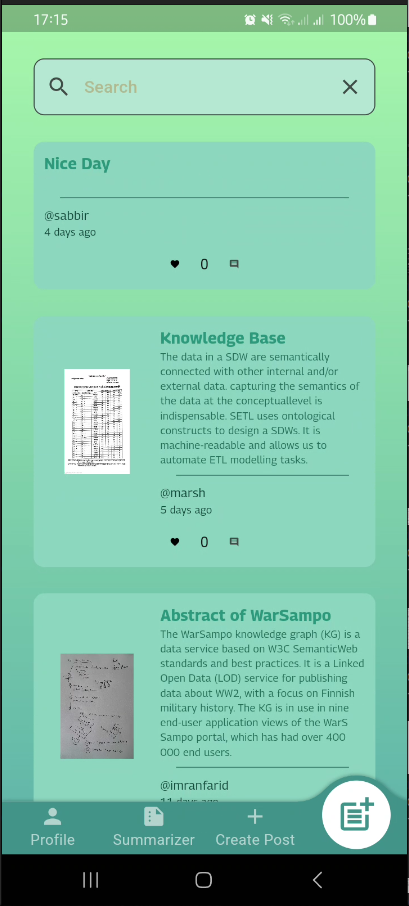 17:15
100%
Search
Nice Day
@sabbir
4 days ago
0
Knowledge Base
The data in a SDW are semantically
connected with other internal and/or
external data. capturing the semantics of
the data at the conceptuallevel is
indispensable. SETL uses ontological
constructs to design a SDWs. It is
machine-readable and allows us to
automate ETL modelling tasks.
@marsh
5 days ago
0
Abstract of WarSampo
The WarSampo knowledge graph (KG) is a
data service based on W3C SemanticWeb
standards and best practices. It is a Linked
Open Data (LOD) service for publishing
data about WW2, with a focus on Finnish
military history. The KG is in use in nine
end-user application views of the WarS
Sampo portal, which has had over 400
000 end users.
@imranfarid
11 days ago
Profile
Summarizer
Create Post